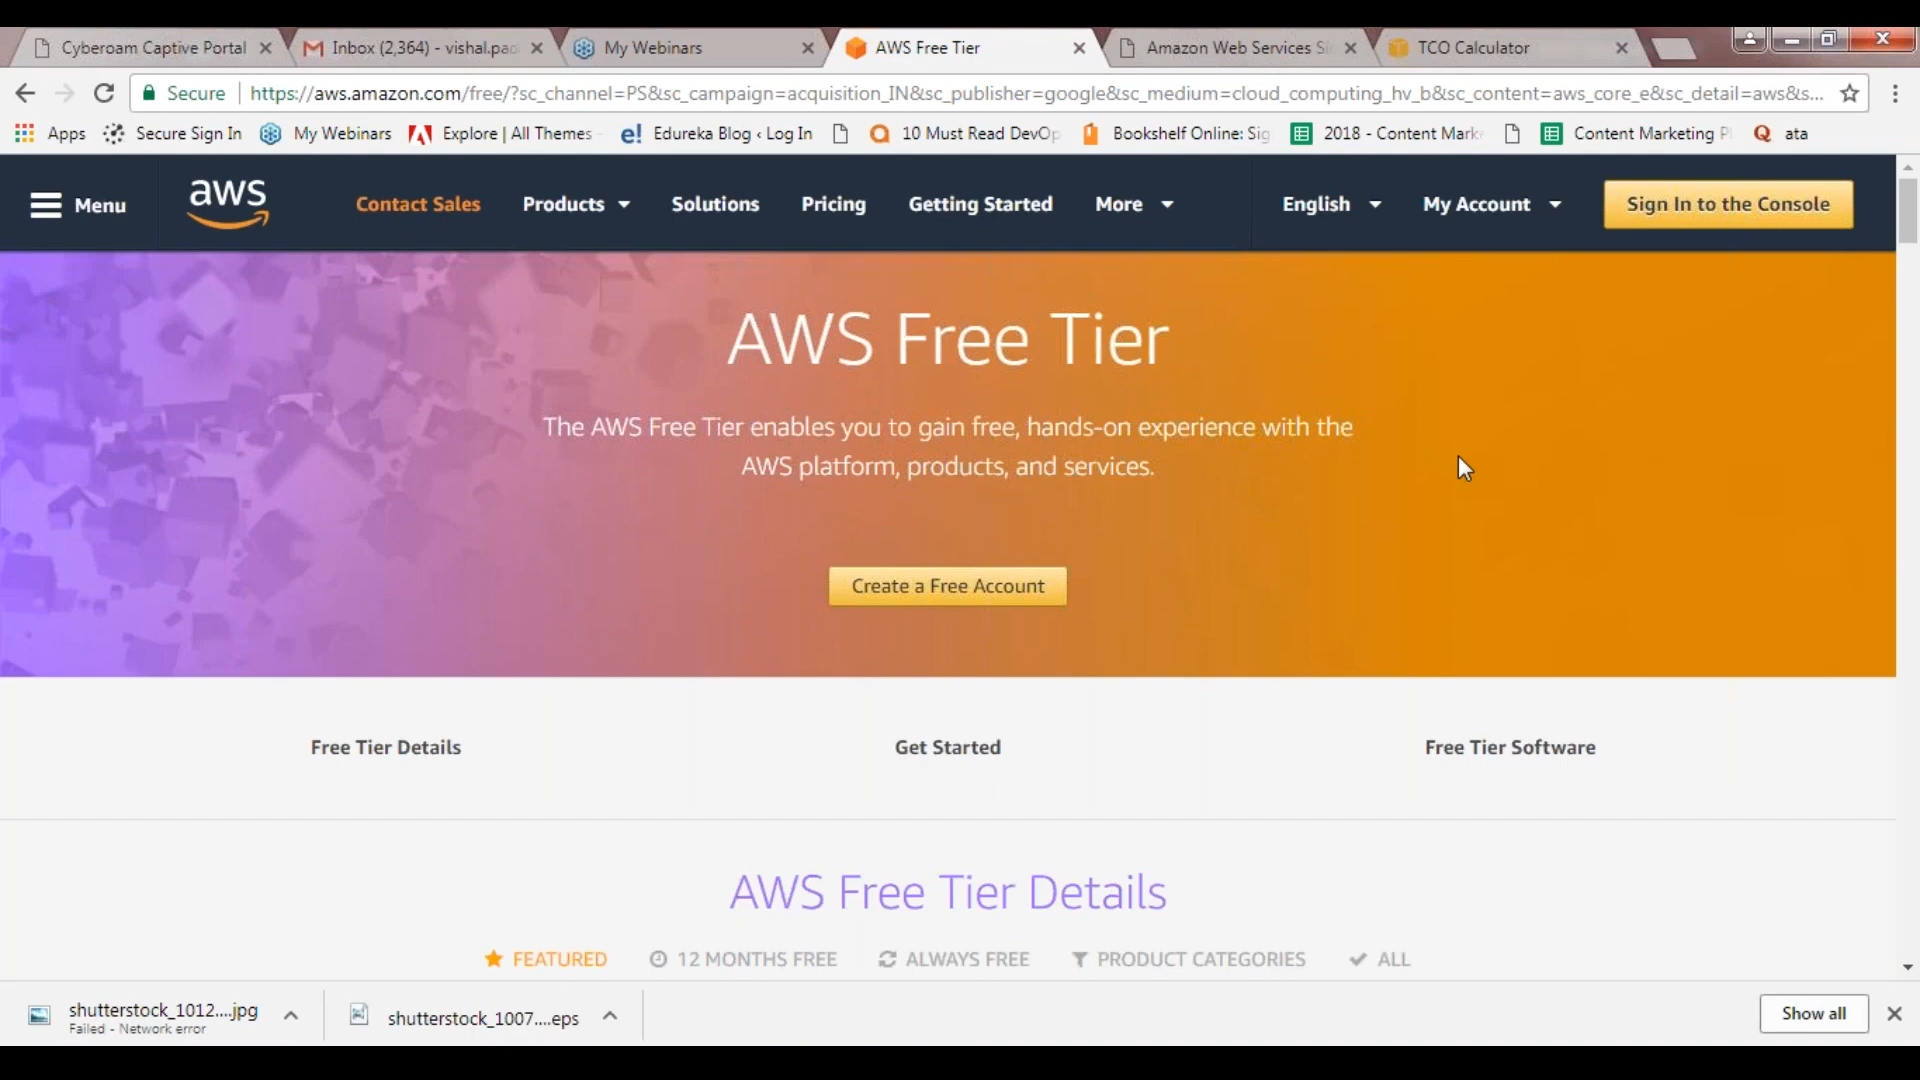 Cyberoam Captive Portal
Inbox (2,364) - vishal.pac
My Webinars
AWS Free Tier
Amazon Web Services Si
TCO Calculator
Secure
https://aws.amazon.com/free/?sc_channel=PS&sc_campaign=acquisition_IN&sc_publisher=google&sc_medium=cloud_computing_hv_b&sc_content=aws_core_e&sc_detail=aws&s...
Apps
Secure Sign In
My Webinars
Explore | All Themes
Edureka Blog ‹ Log In
10 Must Read DevOp
Bookshelf Online: Sig
2018 - Content Mark
Content Marketing P
ata
Menu
aws
Contact Sales
Products
Solutions
Pricing
Getting Started
More
English
My Account
Sign In to the Console
AWS Free Tier
The AWS Free Tier enables you to gain free, hands-on experience with the
AWS platform, products, and services.
Create a Free Account
Free Tier Details
Get Started
Free Tier Software
AWS Free Tier Details
FEATURED
12 MONTHS FREE
ALWAYS FREE
PRODUCT CATEGORIES
ALL
shutterstock_1012....jpg
Failed - Network error
shutterstock_1007....eps
Show all